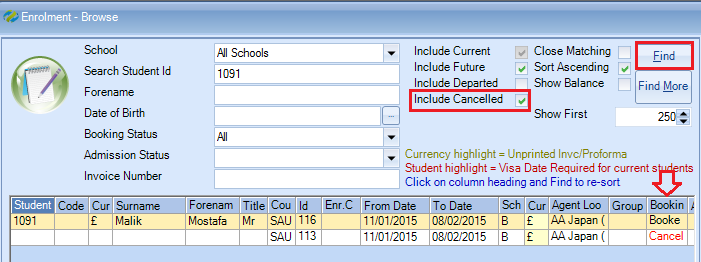 Enrolment - Browse
School All Schools Include Current Close Matching Find
Search Student Id 1091 Include Future Sort Ascending
Forename Include Departed Show Balance Find More
Date of Birth ... Include Cancelled
Booking Status All Show First 250
Admission Status Currency highlight = Unprinted Invc/Proforma
Student highlight = Visa Date Required for current students
Invoice Number Click on column heading and Find to re-sort
Student Code Cur Surname Forenam Title Cou Id Enr.C From Date To Date Sch Cur Agent Loo Group Bookin A
1091 £ Malik Mostafa Mr SAU 116 11/01/2015 08/02/2015 B £ AA Japan ( Booke
SAU 113 11/01/2015 08/02/2015 B £ AA Japan ( Cancel